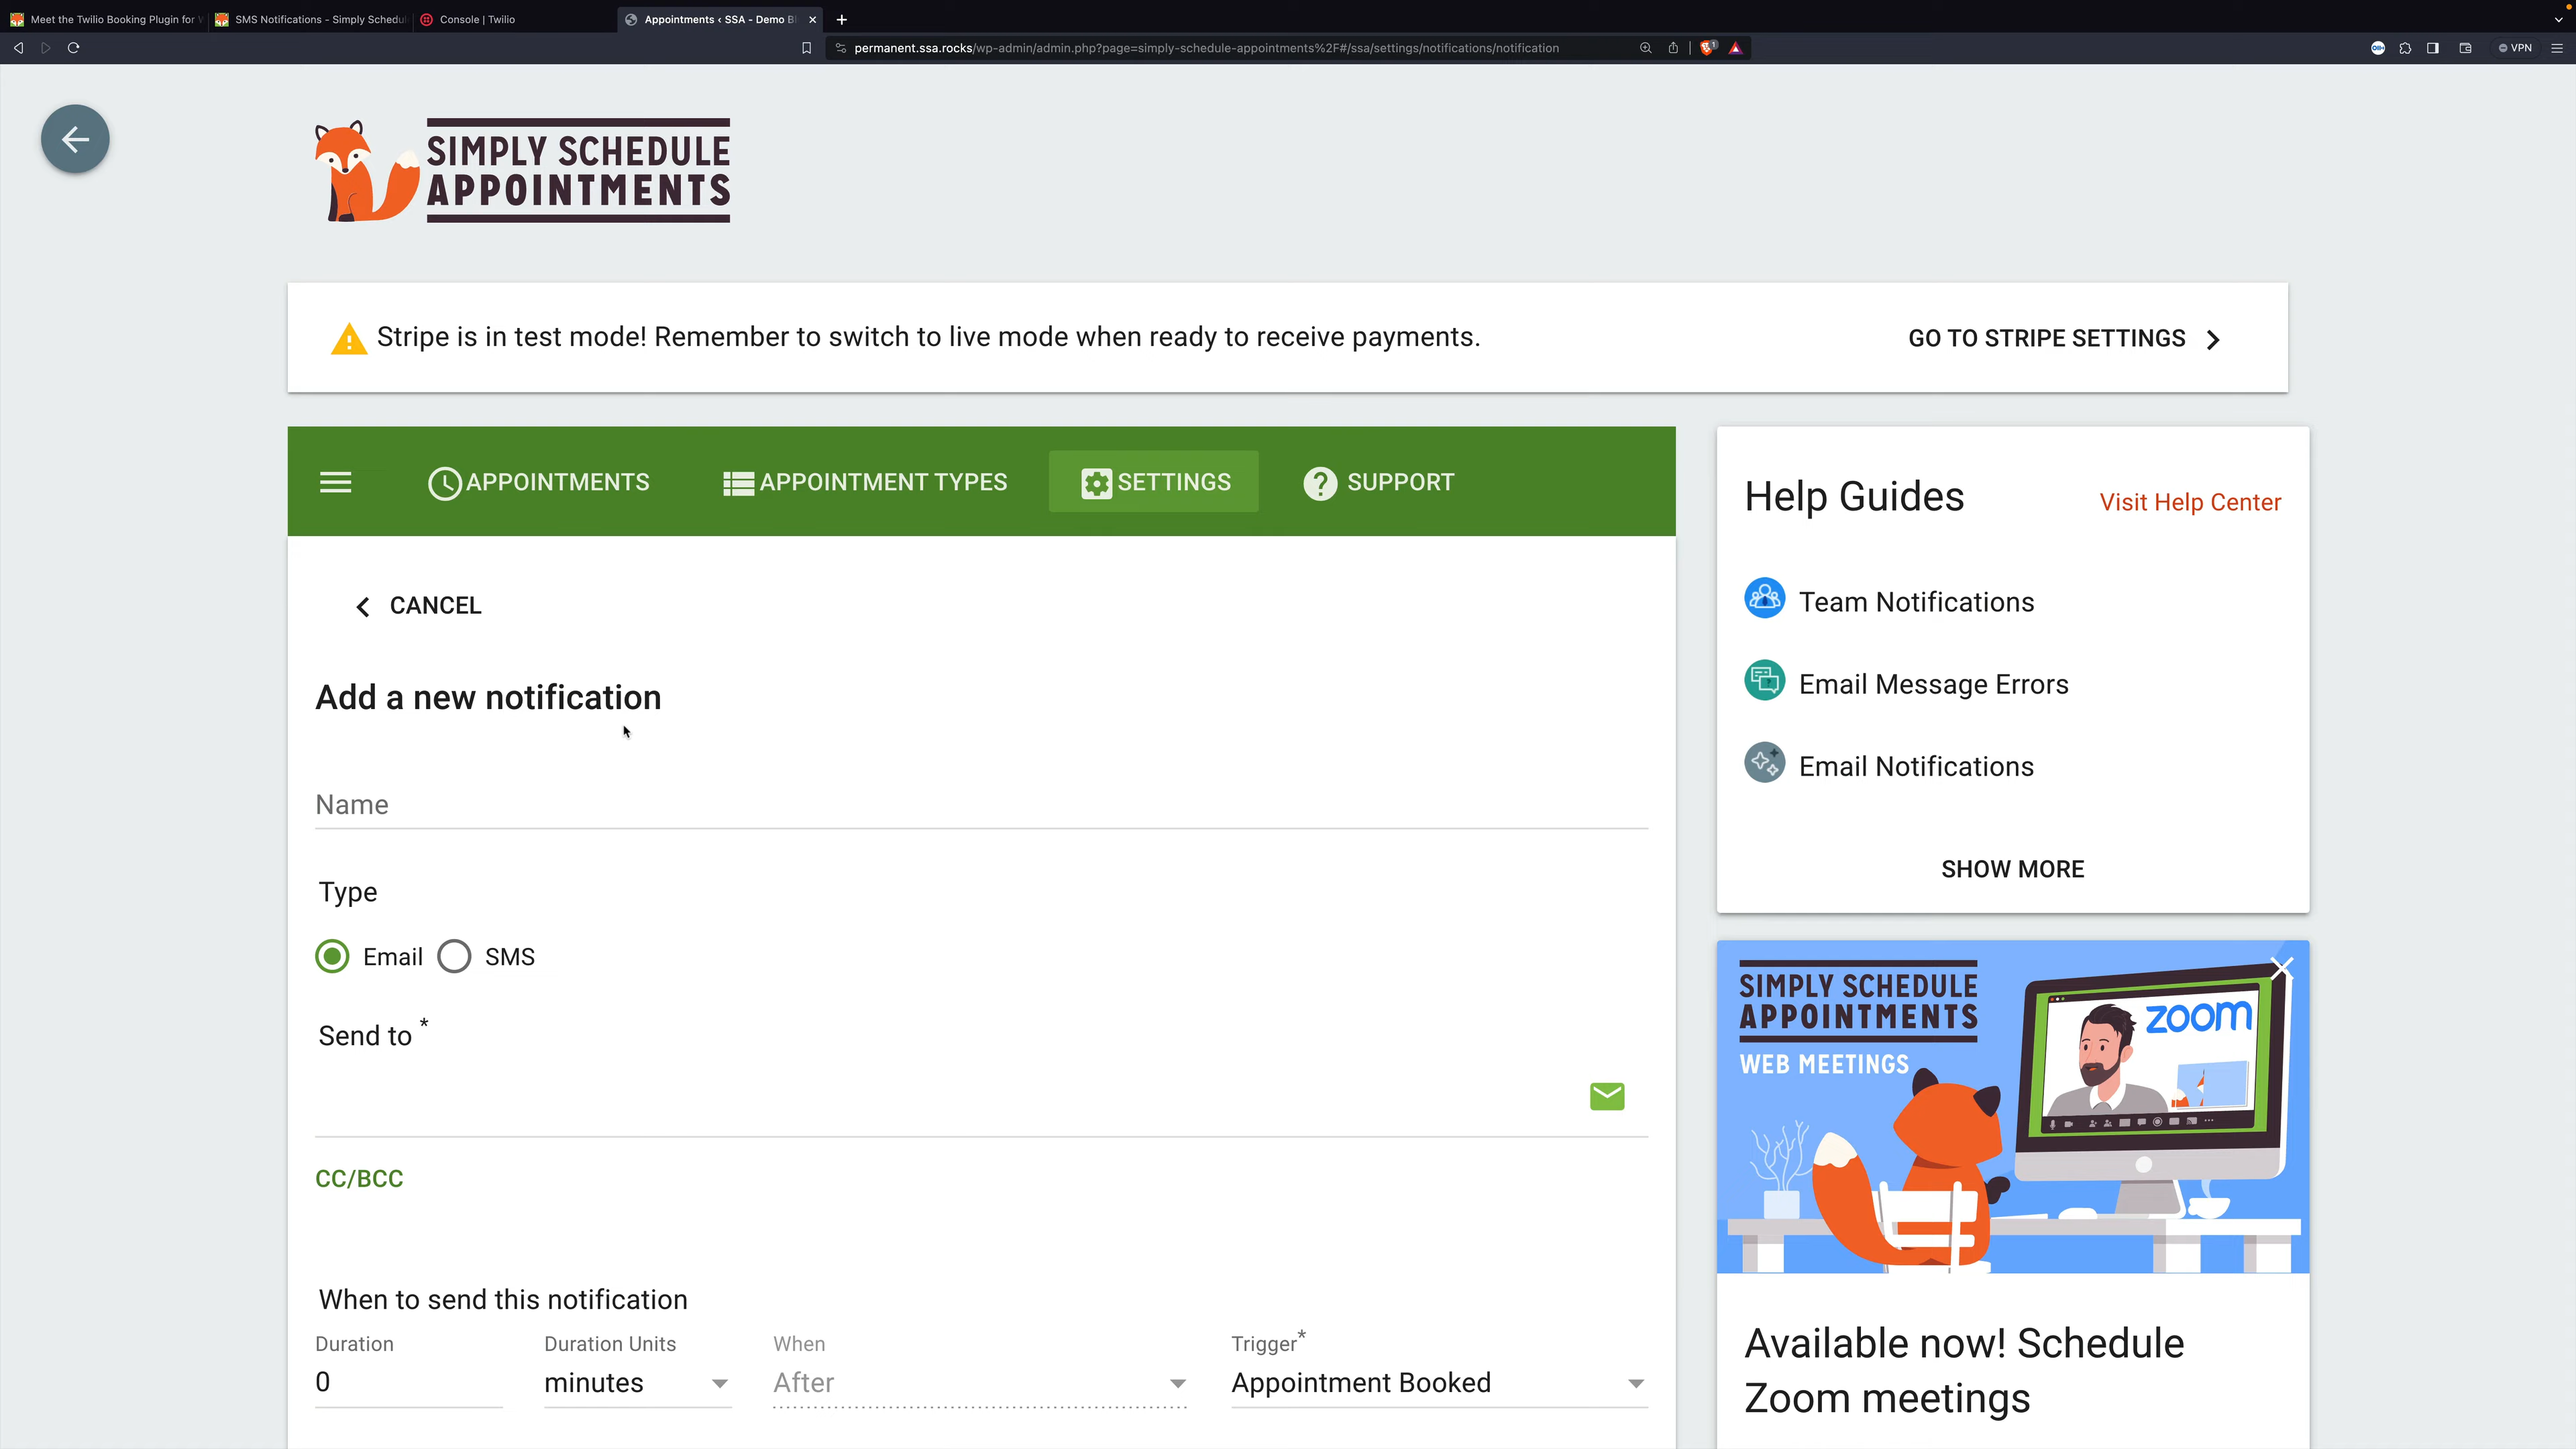 Meet the Twilio Booking Plugin for
SMS Notifications - Simply Schedul
Console | Twilio
Appointments ‹ SSA - Demo Bl
permanent.ssa.rocks/wp-admin/admin.php?page=simply-schedule-appointments%2F#/ssa/settings/notifications/notification
1
VPN
SIMPLY SCHEDULE
APPOINTMENTS
Stripe is in test mode! Remember to switch to live mode when ready to receive payments.
GO TO STRIPE SETTINGS
APPOINTMENTS
APPOINTMENT TYPES
SETTINGS
SUPPORT
CANCEL
Add a new notification
Name
Type
Email
SMS
Send to *
CC/BCC
When to send this notification
Duration
Duration Units
When
Trigger*
0
minutes
After
Appointment Booked
Help Guides
Visit Help Center
Team Notifications
Email Message Errors
Email Notifications
SHOW MORE
SIMPLY SCHEDULE
APPOINTMENTS
WEB MEETINGS
zoom
Available now! Schedule
Zoom meetings